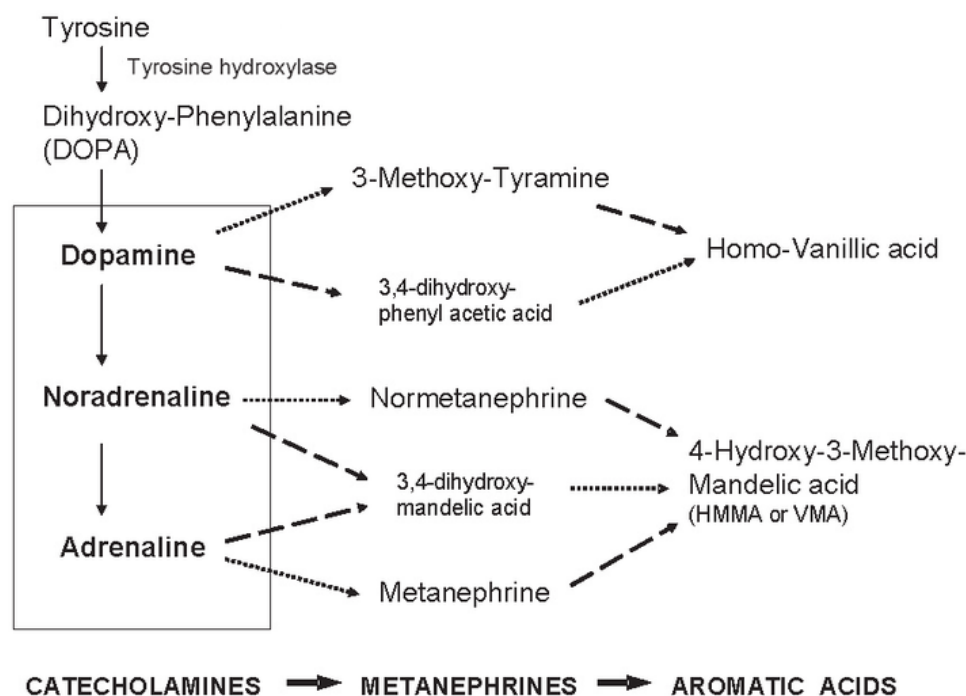 Tyrosine
Tyrosine hydroxylase
Dihydroxy-Phenylalanine
(DOPA)
3-Methoxy-Tyramine
Dopamine
Homo-Vanillic acid
3,4-dihydroxy-
phenyl acetic acid
Noradrenaline
Normetanephrine
4-Hydroxy-3-Methoxy-
Mandelic acid
(HMMA or VMA)
3,4-dihydroxy-
mandelic acid
Adrenaline
Metanephrine
CATECHOLAMINES METANEPHRINES AROMATIC ACIDS